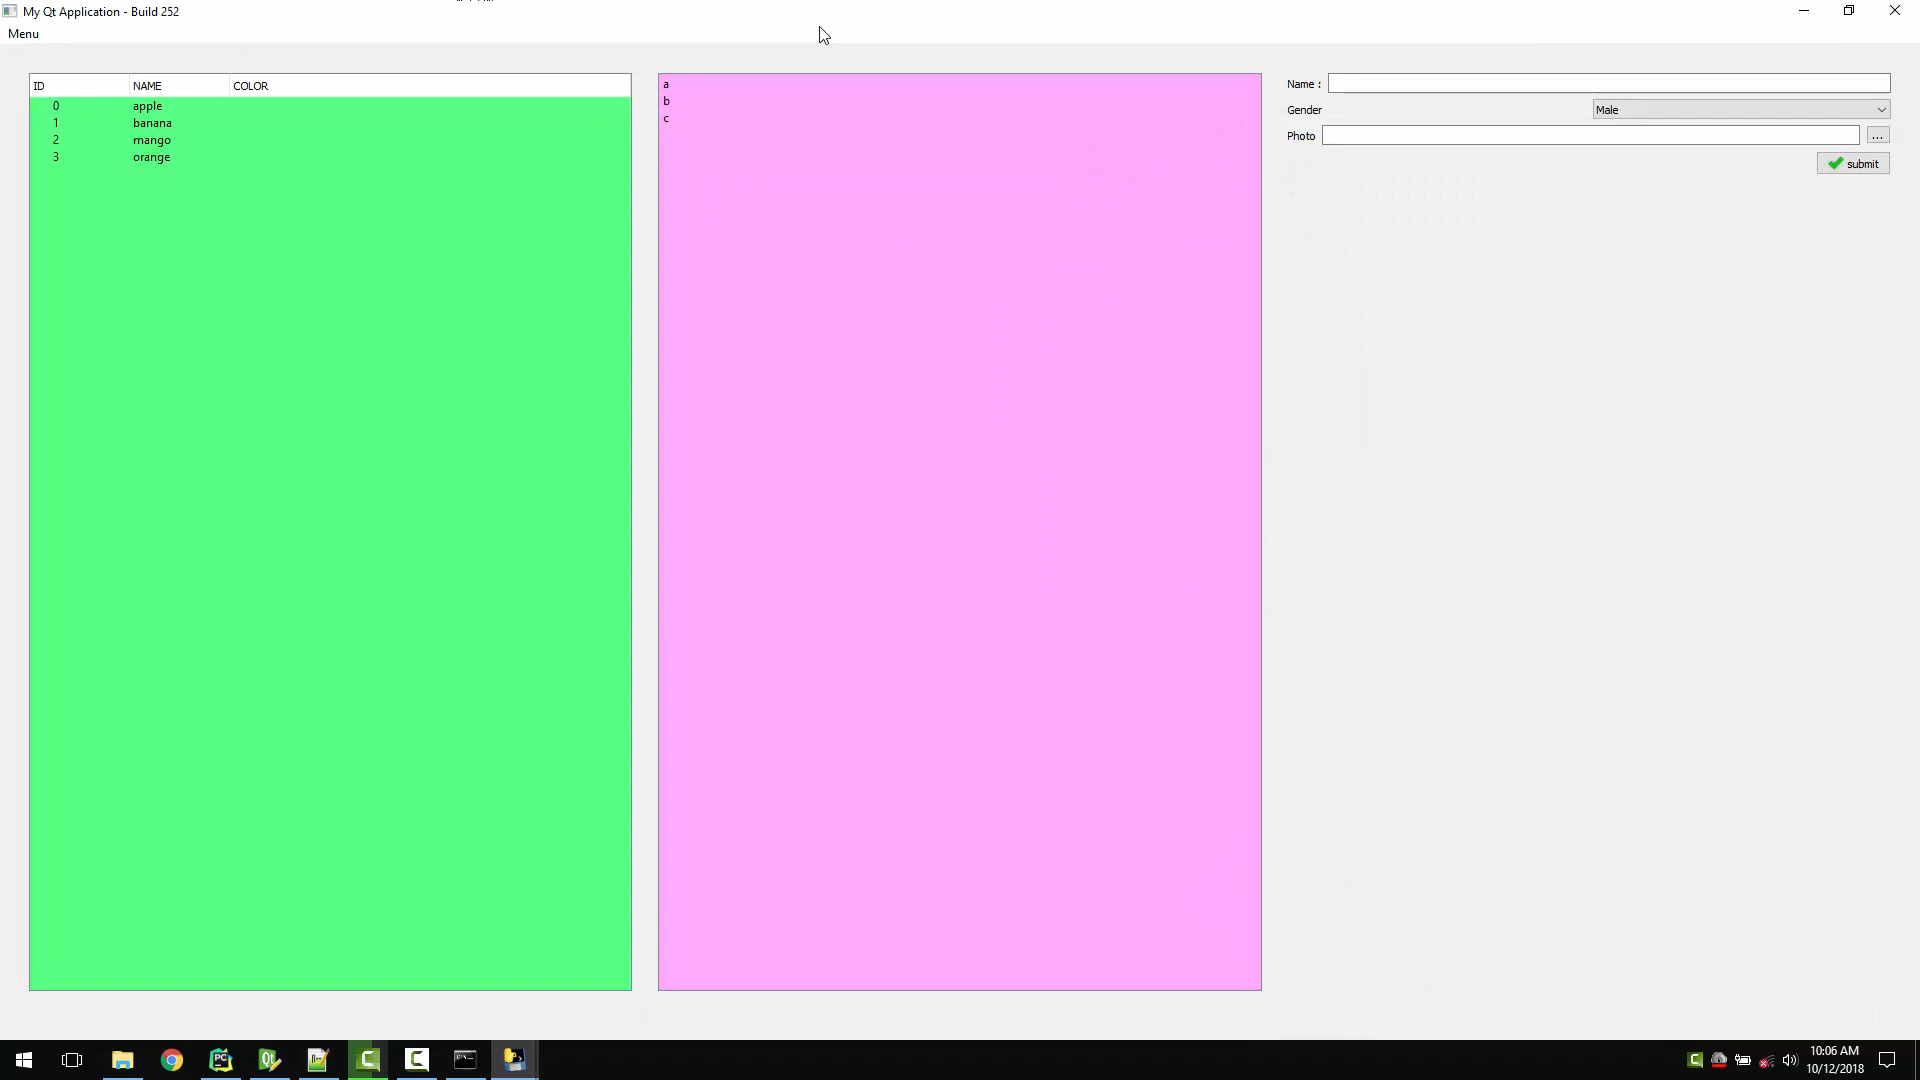 My Qt Application - Build 252
Menu
ID NAME COLOR
0 apple
1 banana
2 mango
3 orange
a
b
c
Name :
Gender Male
Photo ...
submit
10:06 AM
10/12/2018